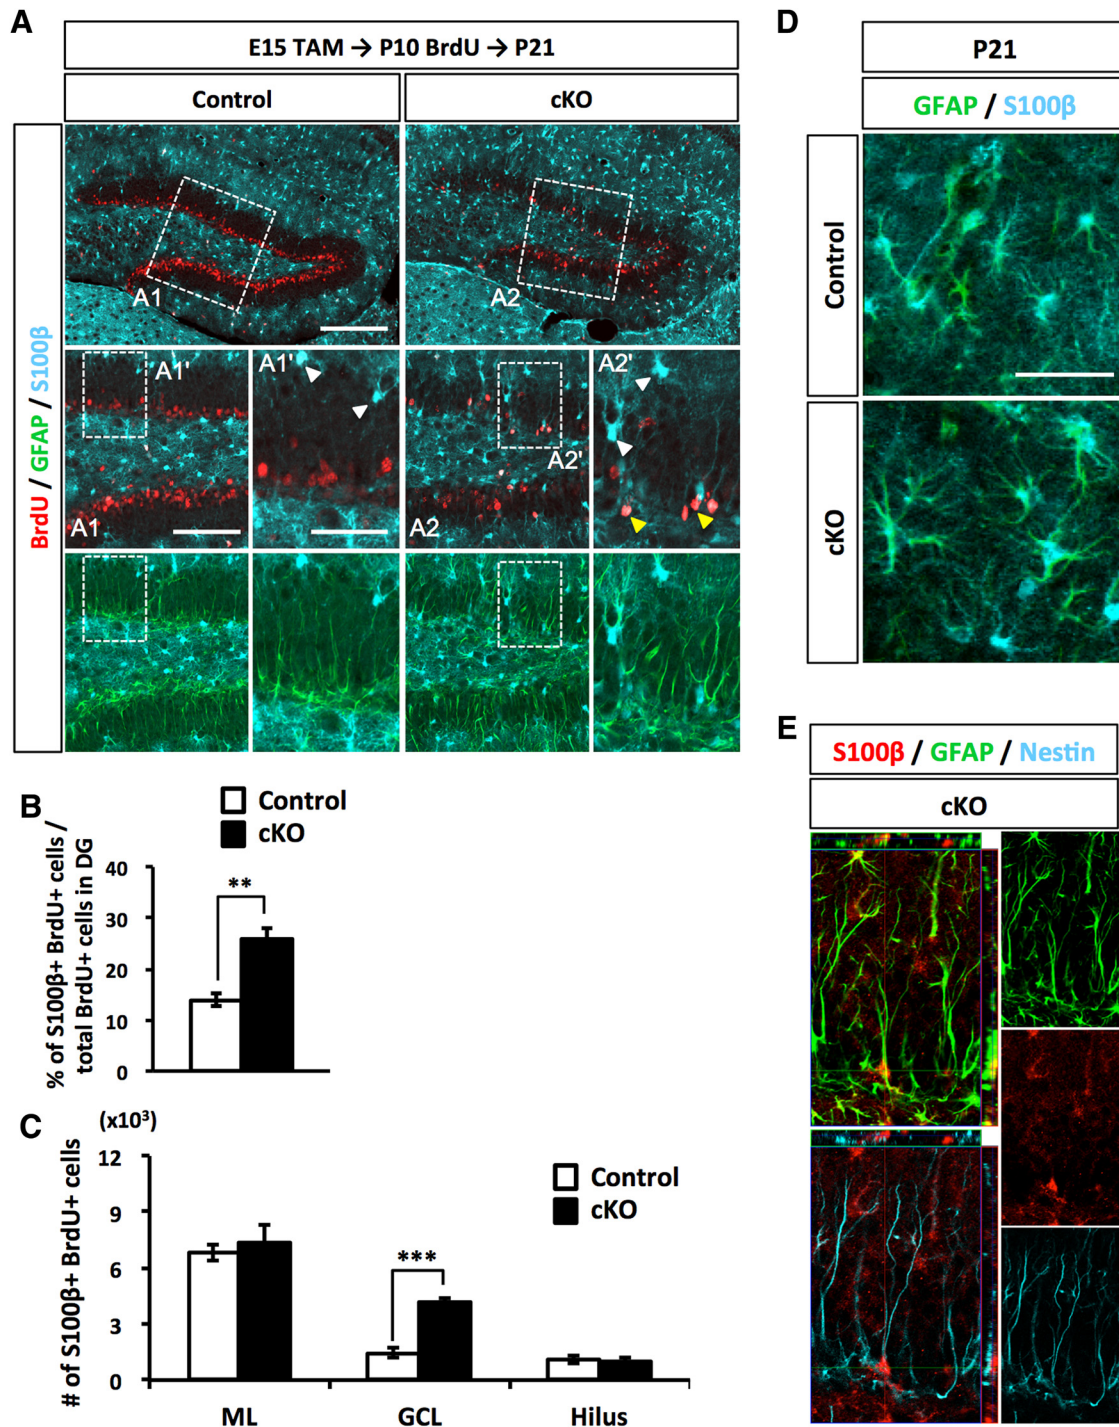 A
E15 TAM → P10 BrdU → P21
Control
cKO
BrdU / GFAP / S100β
A1
A2
A1'
A1'
A2'
A2'
A1
A2
B
Control
cKO
% of S100β+ BrdU+ cells /
total BrdU+ cells in DG
40
30
20
10
0
**
C
(x10³)
# of S100β+ BrdU+ cells
12
9
6
3
0
Control
cKO
***
ML
GCL
Hilus
D
P21
GFAP / S100β
Control
cKO
E
S100β / GFAP / Nestin
cKO